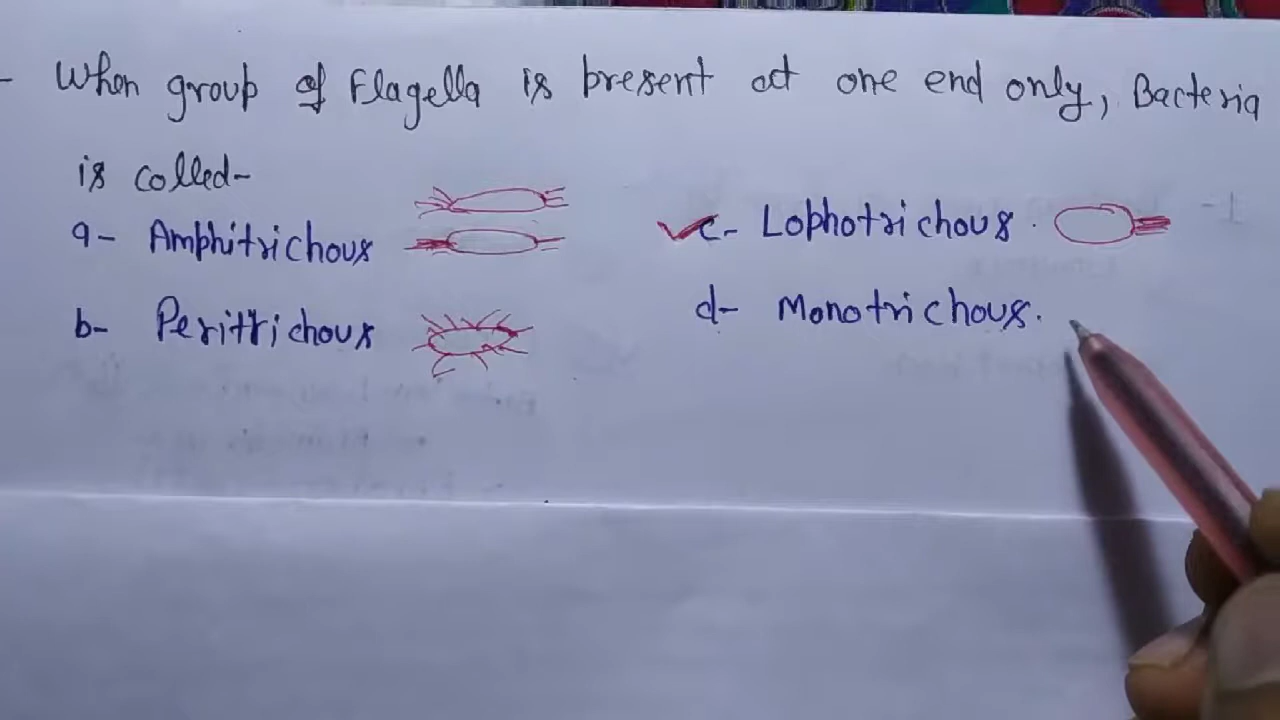 - When group of Flagella is present at one end only, Bacteria
is called-
a- Amphitrichous
b- Peritrichous
c- Lophotrichous.
d- Monotrichous.